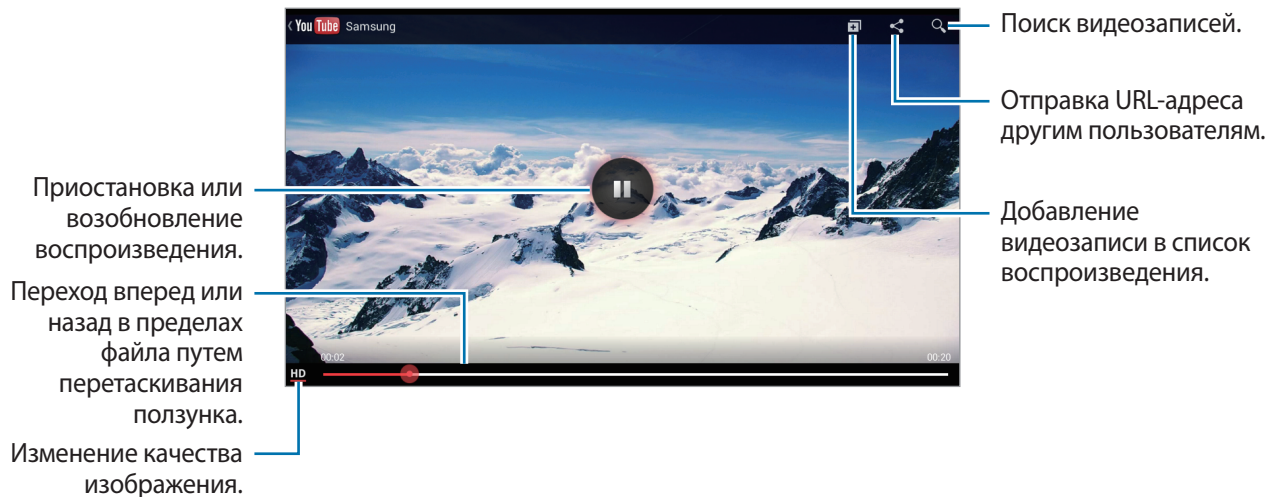 You Tube Samsung
Поиск видеозаписей.
Отправка URL-адреса
другим пользователям.
Добавление
видеозаписи в список
воспроизведения.
Приостановка или
возобновление
воспроизведения.
Переход вперед или
назад в пределах
файла путем
перетаскивания
ползунка.
Изменение качества
изображения.
00:02
00:20
HD